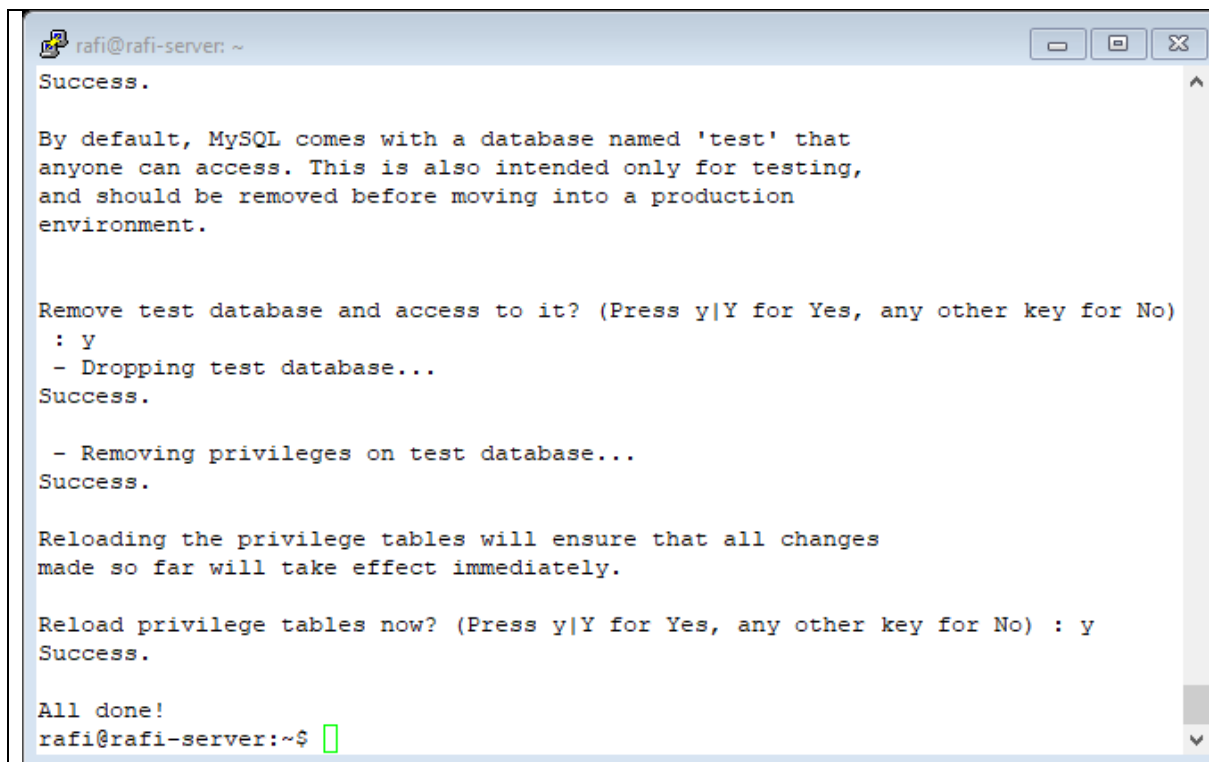 rafi@rafi-server: ~
Success.
By default, MySQL comes with a database named 'test' that
anyone can access. This is also intended only for testing,
and should be removed before moving into a production
environment.
Remove test database and access to it? (Press y|Y for Yes, any other key for No)
 : y
 - Dropping test database...
Success.
 - Removing privileges on test database...
Success.
Reloading the privilege tables will ensure that all changes
made so far will take effect immediately.
Reload privilege tables now? (Press y|Y for Yes, any other key for No) : y
Success.
All done!
rafi@rafi-server:~$